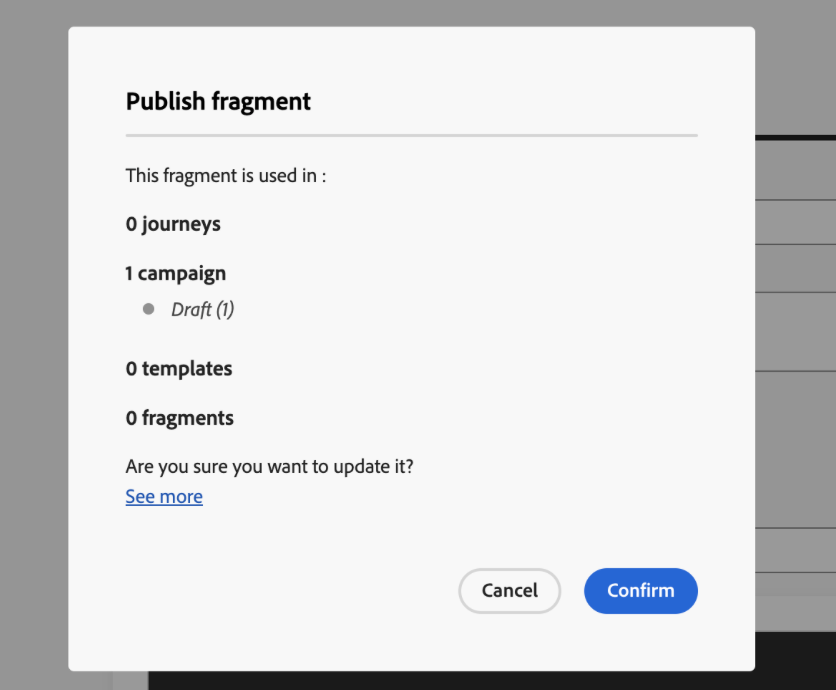 Publish fragment
This fragment is used in :
0 journeys
1 campaign
Draft (1)
0 templates
0 fragments
Are you sure you want to update it?
See more
Cancel
Confirm